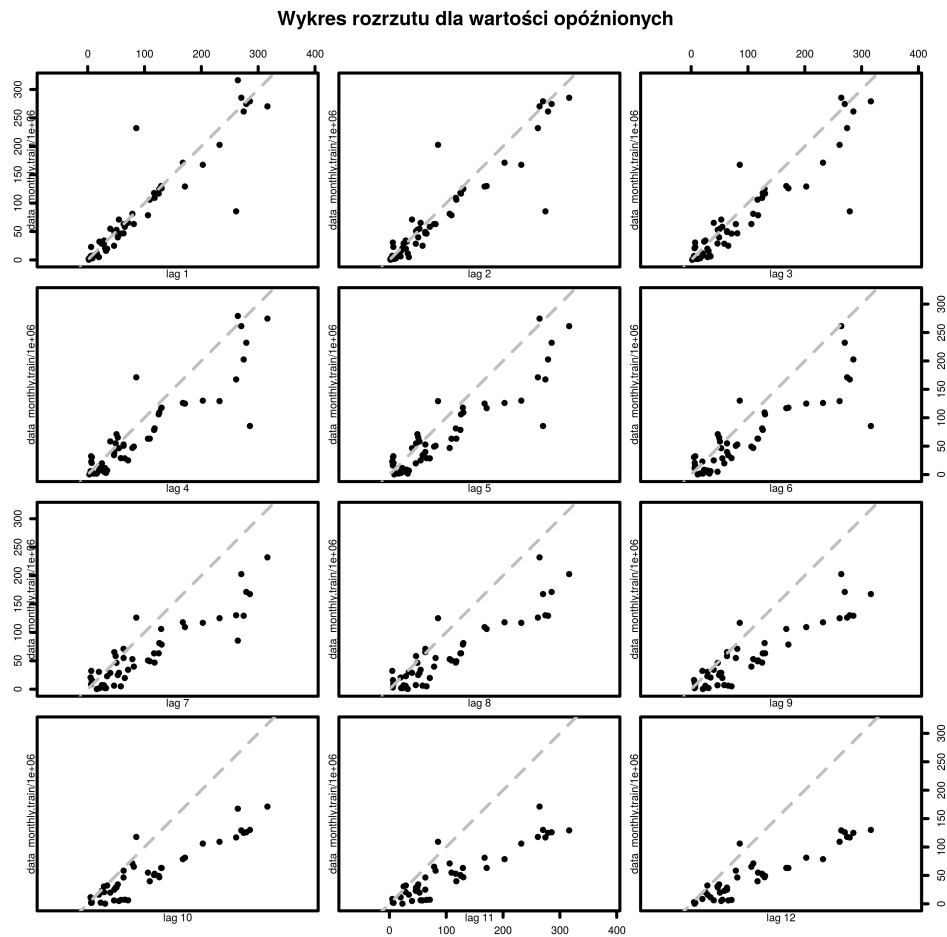 Wykres rozrzutu dla wartości opóźnionych
0 100 200 300 400
0 100 200 300 400
0 50 100 150 200 250 300
data_monthly.train/1e+06
data_monthly.train/1e+06
data_monthly.train/1e+06
lag 1
lag 2
lag 3
data_monthly.train/1e+06
data_monthly.train/1e+06
data_monthly.train/1e+06
0 50 100 150 200 250 300
lag 4
lag 5
lag 6
0 50 100 150 200 250 300
data_monthly.train/1e+06
data_monthly.train/1e+06
data_monthly.train/1e+06
lag 7
lag 8
lag 9
data_monthly.train/1e+06
data_monthly.train/1e+06
data_monthly.train/1e+06
0 50 100 150 200 250 300
lag 10
lag 11
lag 12
0 100 200 300 400